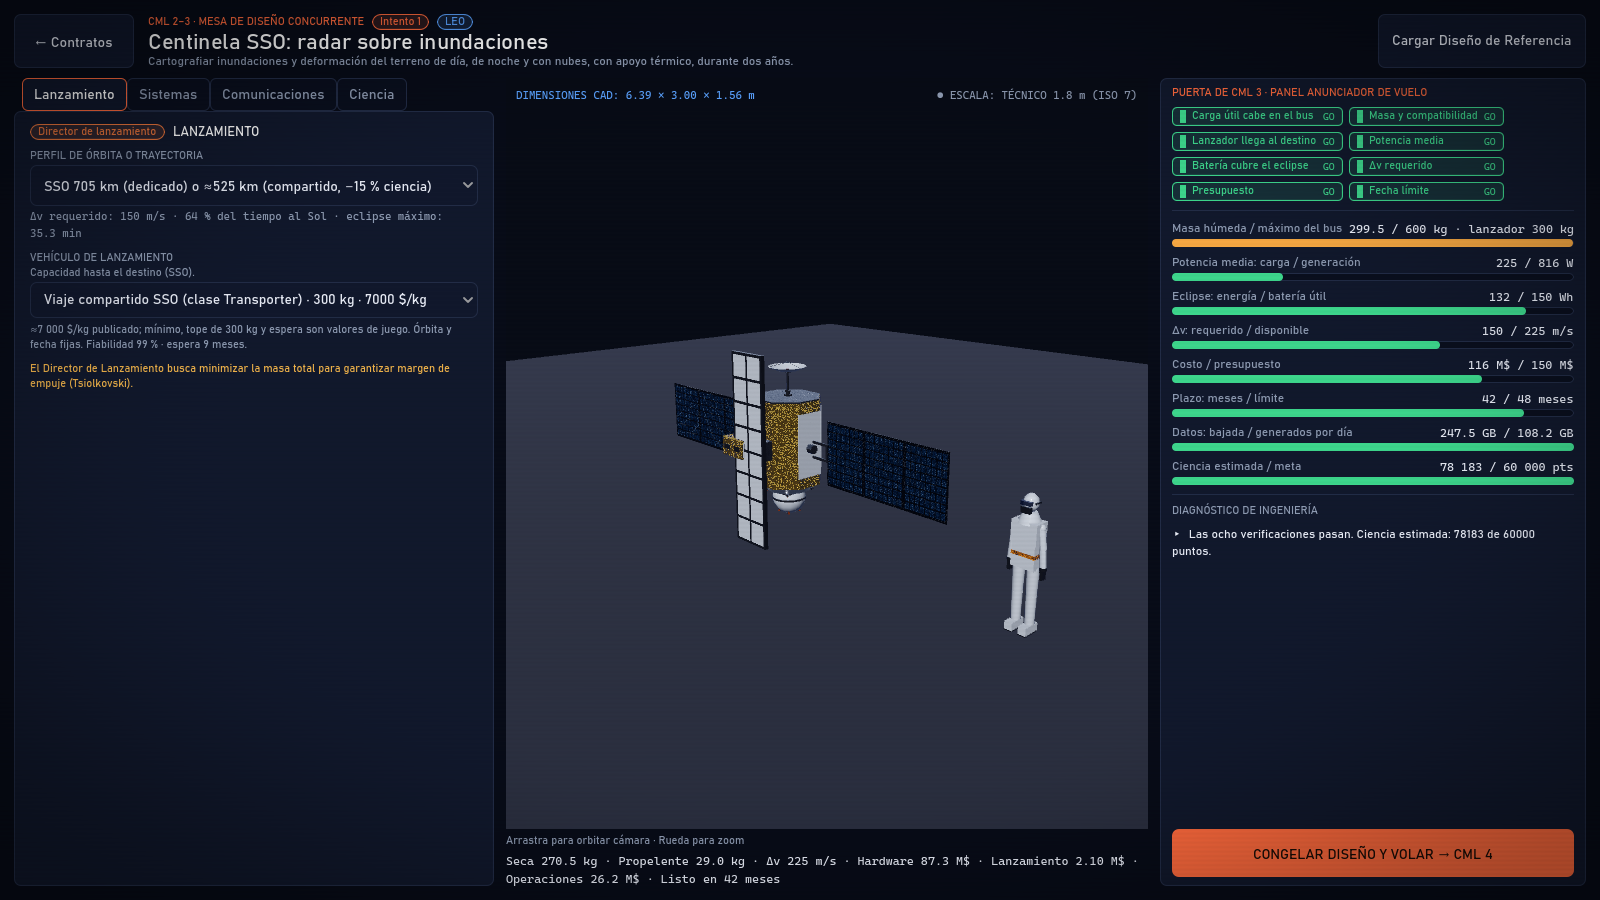 ← Contratos
CML 2–3 · MESA DE DISEÑO CONCURRENTE
Intento 1
LEO
Centinela SSO: radar sobre inundaciones
Cartografiar inundaciones y deformación del terreno de día, de noche y con nubes, con apoyo térmico, durante dos años.
Cargar Diseño de Referencia
Lanzamiento
Sistemas
Comunicaciones
Ciencia
Director de lanzamiento
LANZAMIENTO
PERFIL DE ÓRBITA O TRAYECTORIA
SSO 705 km (dedicado) o ≈525 km (compartido, −15 % ciencia)
Δv requerido: 150 m/s · 64 % del tiempo al Sol · eclipse máximo:
35.3 min
VEHÍCULO DE LANZAMIENTO
Capacidad hasta el destino (SSO).
Viaje compartido SSO (clase Transporter) · 300 kg · 7000 $/kg
≈7 000 $/kg publicado; mínimo, tope de 300 kg y espera son valores de juego. Órbita y
fecha fijas. Fiabilidad 99 % · espera 9 meses.
El Director de Lanzamiento busca minimizar la masa total para garantizar margen de
empuje (Tsiolkovski).
DIMENSIONES CAD: 6.39 × 3.00 × 1.56 m
● ESCALA: TÉCNICO 1.8 m (ISO 7)
Arrastra para orbitar cámara · Rueda para zoom
Seca 270.5 kg · Propelente 29.0 kg · Δv 225 m/s · Hardware 87.3 M$ · Lanzamiento 2.10 M$ ·
Operaciones 26.2 M$ · Listo en 42 meses
PUERTA DE CML 3 · PANEL ANUNCIADOR DE VUELO
Carga útil cabe en el bus GO
Masa y compatibilidad GO
Lanzador llega al destino GO
Potencia media GO
Batería cubre el eclipse GO
Δv requerido GO
Presupuesto GO
Fecha límite GO
Masa húmeda / máximo del bus 299.5 / 600 kg · lanzador 300 kg
Potencia media: carga / generación 225 / 816 W
Eclipse: energía / batería útil 132 / 150 Wh
Δv: requerido / disponible 150 / 225 m/s
Costo / presupuesto 116 M$ / 150 M$
Plazo: meses / límite 42 / 48 meses
Datos: bajada / generados por día 247.5 GB / 108.2 GB
Ciencia estimada / meta 78 183 / 60 000 pts
DIAGNÓSTICO DE INGENIERÍA
‣ Las ocho verificaciones pasan. Ciencia estimada: 78183 de 60000
puntos.
CONGELAR DISEÑO Y VOLAR → CML 4